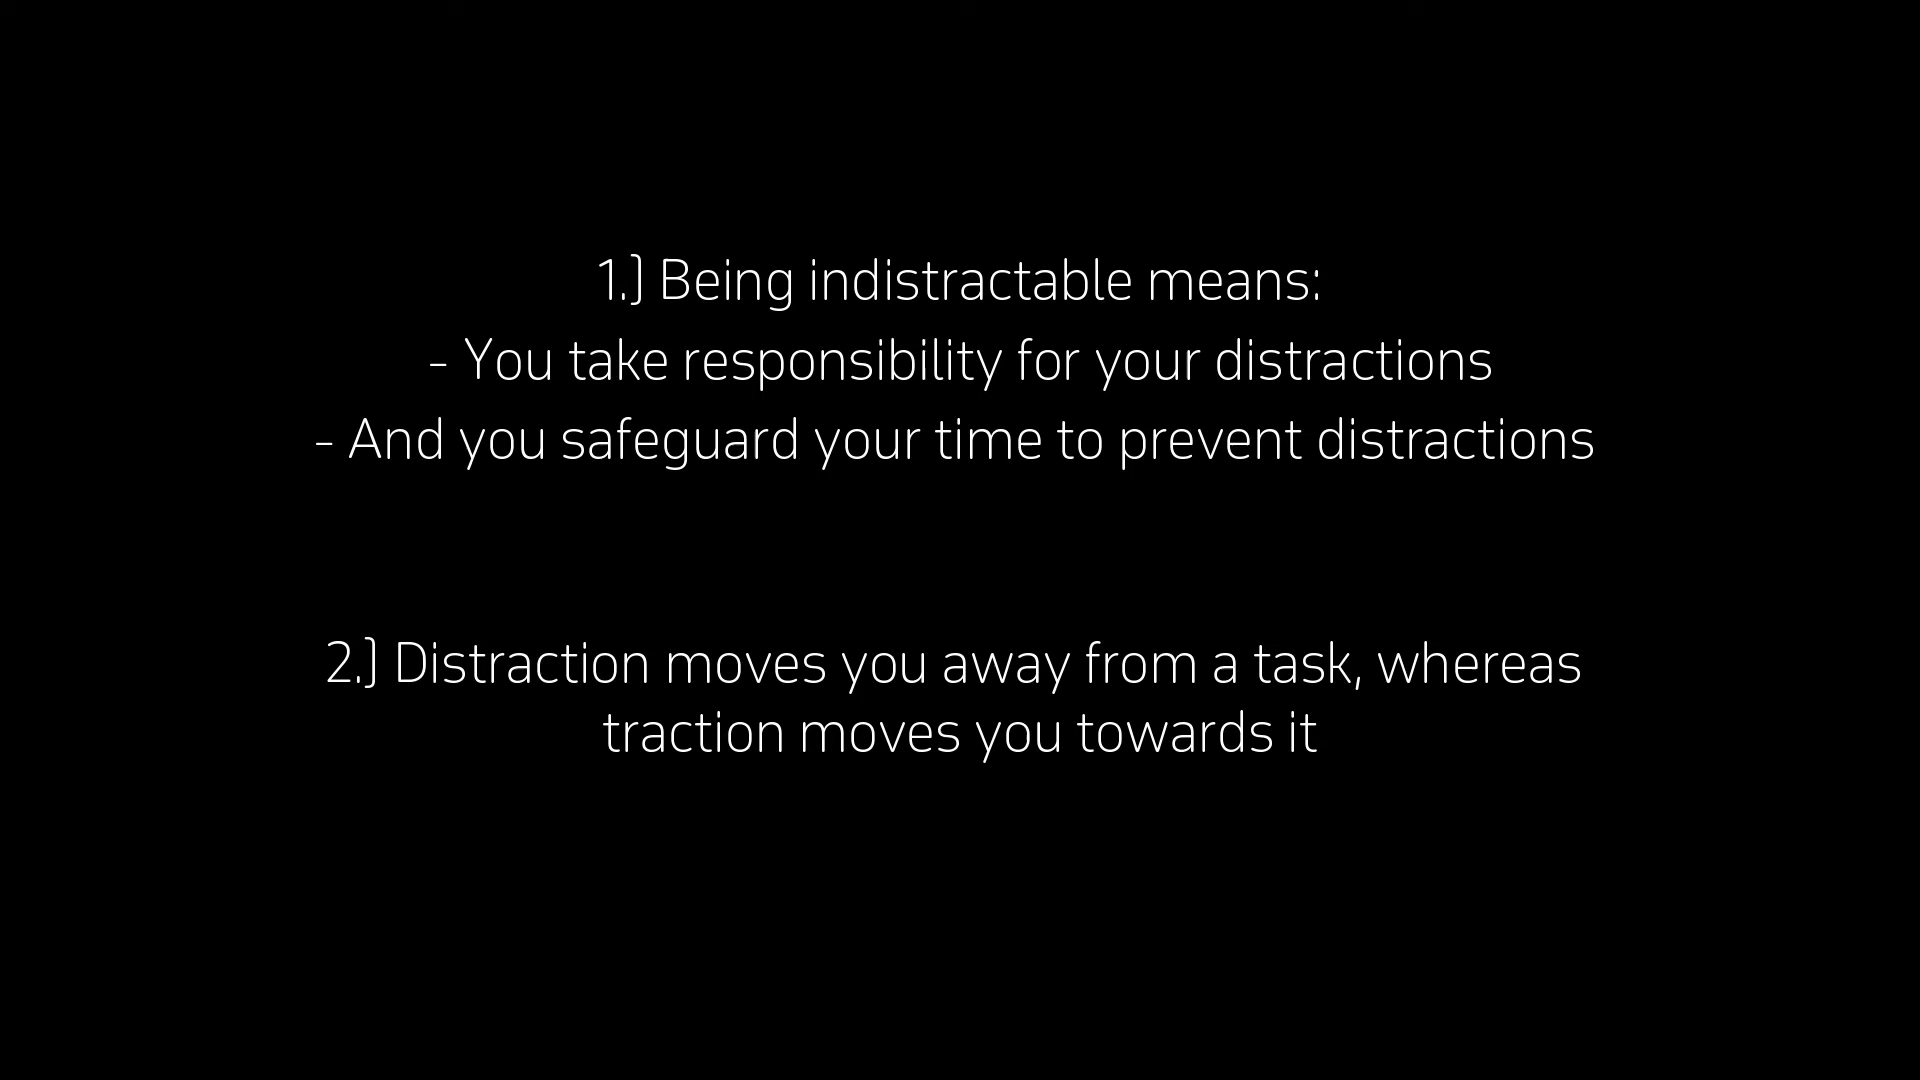 1.) Being indistractable means:
- You take responsibility for your distractions
- And you safeguard your time to prevent distractions
2.) Distraction moves you away from a task, whereas
traction moves you towards it